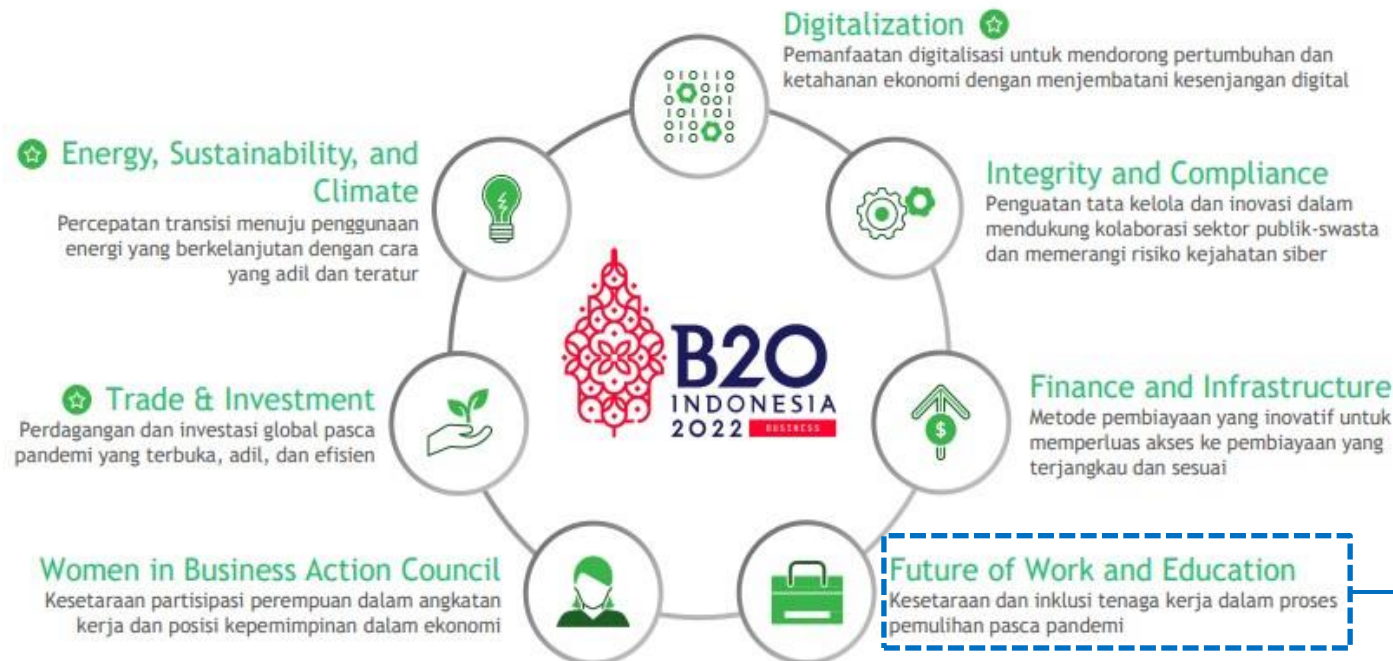 Digitalization
Pemanfaatan digitalisasi untuk mendorong pertumbuhan dan
ketahanan ekonomi dengan menjembatani kesenjangan digital
Energy, Sustainability, and
Climate
Percepatan transisi menuju penggunaan
energi yang berkelanjutan dengan cara
yang adil dan teratur
Integrity and Compliance
Penguatan tata kelola dan inovasi dalam
mendukung kolaborasi sektor publik-swasta
dan memerangi risiko kejahatan siber
B20
INDONESIA
2022 BUSINESS
Trade & Investment
Perdagangan dan investasi global pasca
pandemi yang terbuka, adil, dan efisien
Finance and Infrastructure
Metode pembiayaan yang inovatif untuk
memperluas akses ke pembiayaan yang
terjangkau dan sesuai
$
Women in Business Action Council
Kesetaraan partisipasi perempuan dalam angkatan
kerja dan posisi kepemimpinan dalam ekonomi
Future of Work and Education
Kesetaraan dan inklusi tenaga kerja dalam proses
pemulihan pasca pandemi